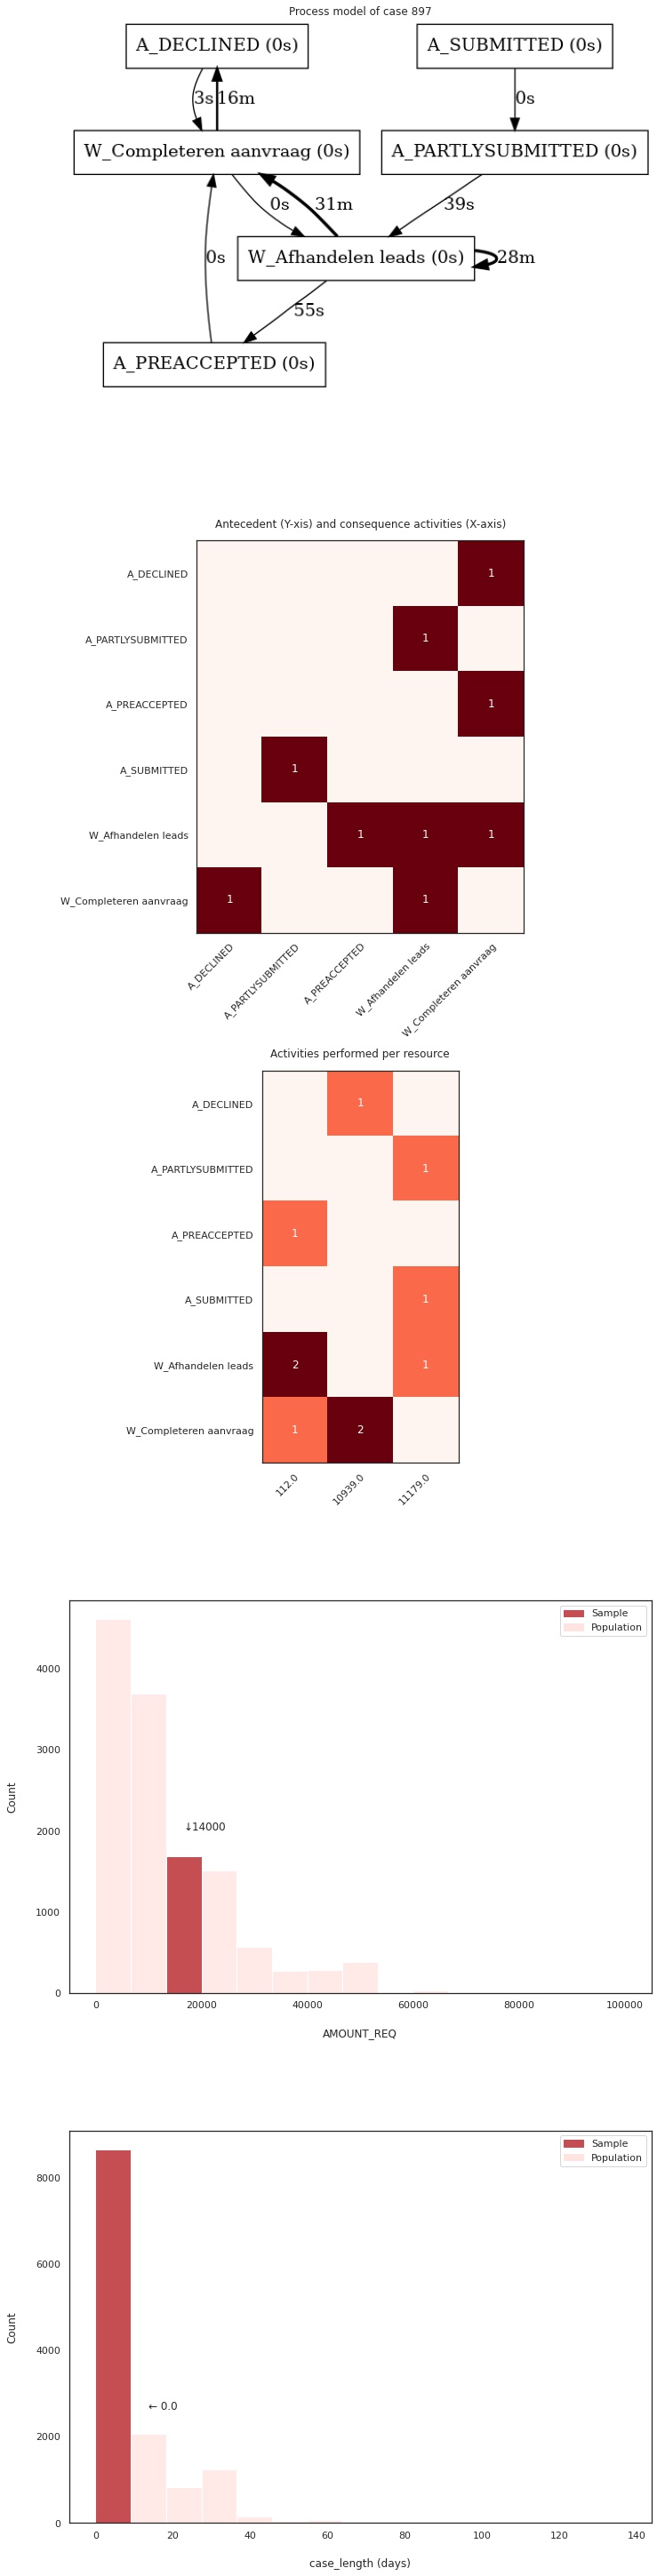 Process model of case 897
A_DECLINED (0s)
A_SUBMITTED (0s)
3s
16m
0s
W_Completeren aanvraag (0s)
A_PARTLYSUBMITTED (0s)
0s
31m
39s
0s
W_Afhandelen leads (0s)
28m
55s
A_PREACCEPTED (0s)
Antecedent (Y-xis) and consequence activities (X-axis)
A_DECLINED
1
A_PARTLYSUBMITTED
1
A_PREACCEPTED
1
A_SUBMITTED
1
W_Afhandelen leads
1
1
1
W_Completeren aanvraag
1
1
A_DECLINED
A_PARTLYSUBMITTED
A_PREACCEPTED
W_Afhandelen leads
W_Completeren aanvraag
Activities performed per resource
A_DECLINED
1
A_PARTLYSUBMITTED
1
A_PREACCEPTED
1
A_SUBMITTED
1
W_Afhandelen leads
2
1
W_Completeren aanvraag
1
2
112.0
10939.0
11179.0
Sample
Population
4000
3000
2000
1000
0
Count
↓14000
0
20000
40000
60000
80000
100000
AMOUNT_REQ
Sample
Population
8000
6000
4000
2000
0
Count
← 0.0
0
20
40
60
80
100
120
140
case_length (days)